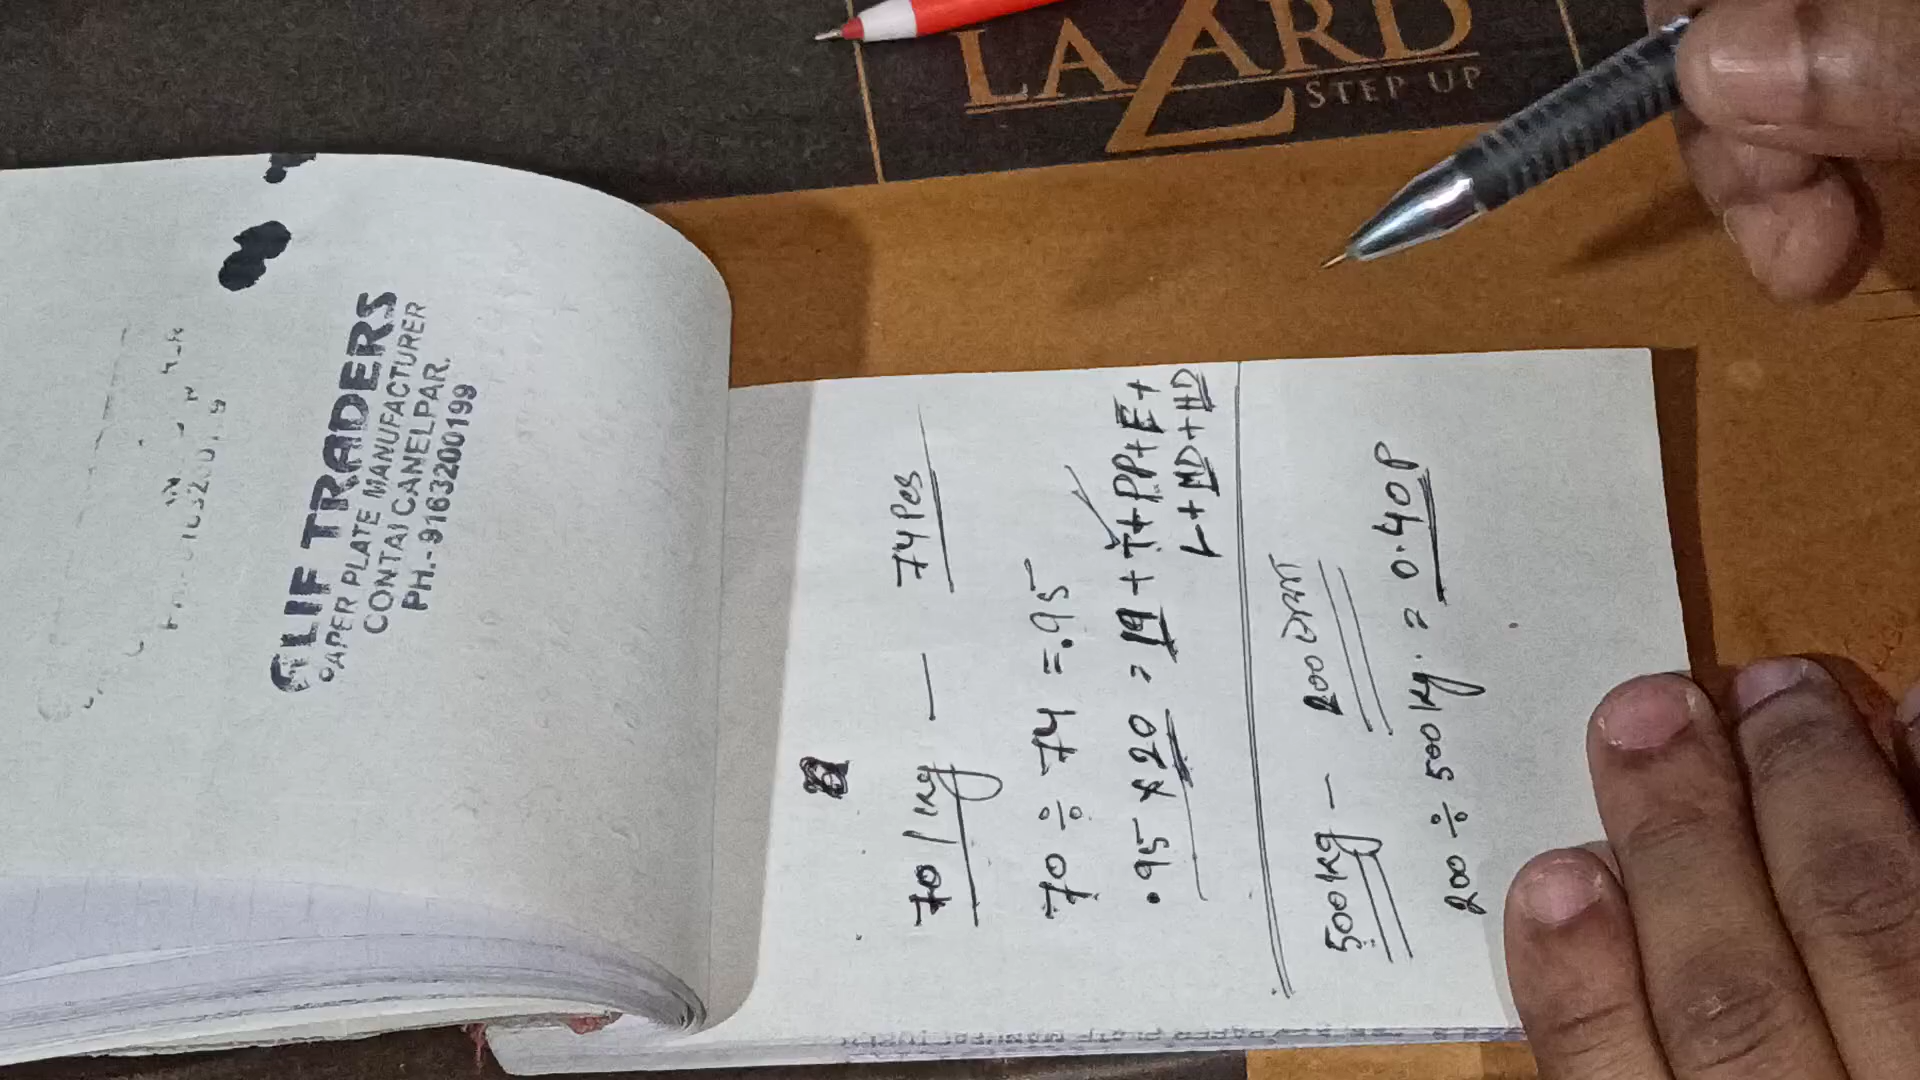 LAZARD
STEP UP
ALIF TRADERS
PAPER PLATE MANUFACTURER
CONTAI CANELPAR.
PH.-9163200199
70/kg — 74 Pcs
70 ÷ 74 = .95
.95 x 20 = 19 + T+PP+E+
L+MD+HD
500kg - 200 টাকা
200 ÷ 500kg. = 0.40P